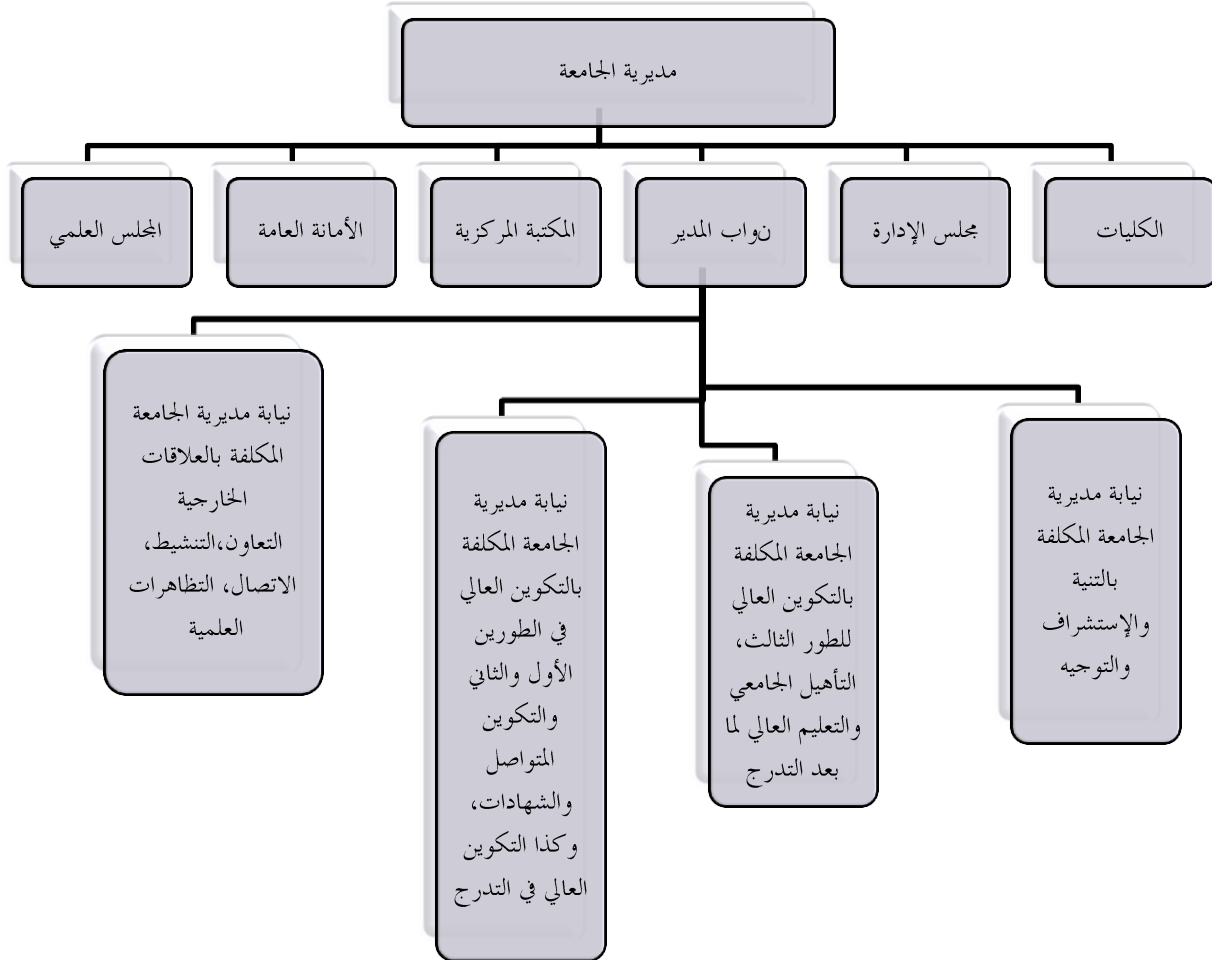 مديرية الجامعة
الكليات
مجلس الإدارة
نواب المدير
المكتبة المركزية
الأمانة العامة
المجلس العلمي
نيابة مديرية
الجامعة المكلفة
بالتنية
والإستشراف
والتوجيه
نيابة مديرية
الجامعة المكلفة
بالتكوين العالي
للطور الثالث،
التأهيل الجامعي
والتعليم العالي لما
بعد التدرج
نيابة مديرية
الجامعة المكلفة
بالتكوين العالي
في الطورين
الأول والثاني
والتكوين
المتواصل
والشهادات،
وكذا التكوين
العالي في التدرج
نيابة مديرية الجامعة
المكلفة بالعلاقات
الخارجية
التعاون،التنشيط،
الاتصال، التظاهرات
العلمية